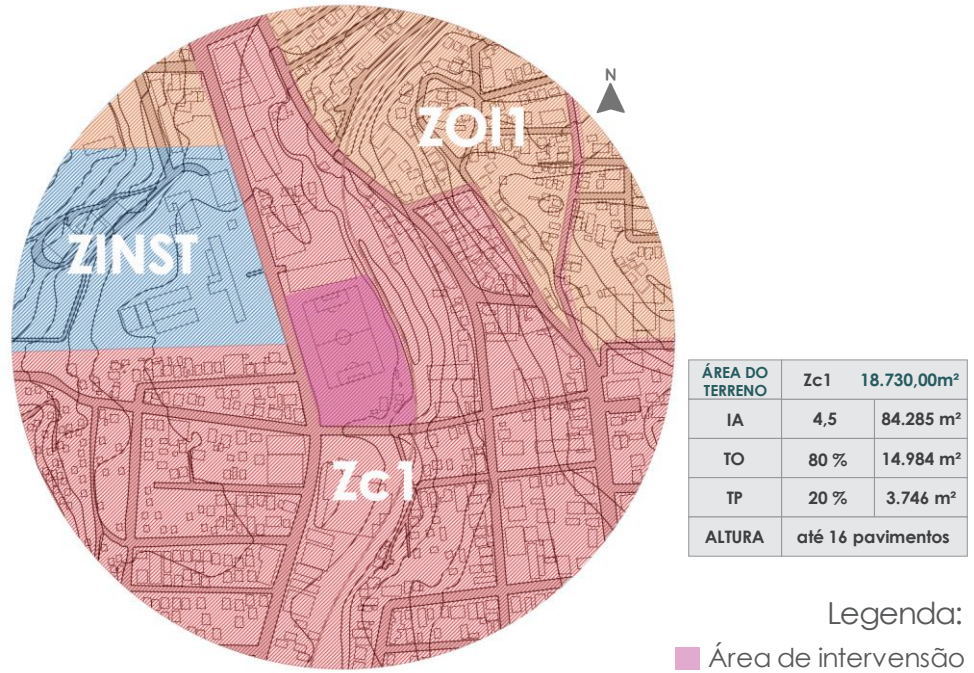 N
ZOI1
ZINST
Zc1
ÁREA DO TERRENO Zc1 18.730,00m²
IA 4,5 84.285 m²
TO 80 % 14.984 m²
TP 20 % 3.746 m²
ALTURA até 16 pavimentos
Legenda:
Área de intervensão